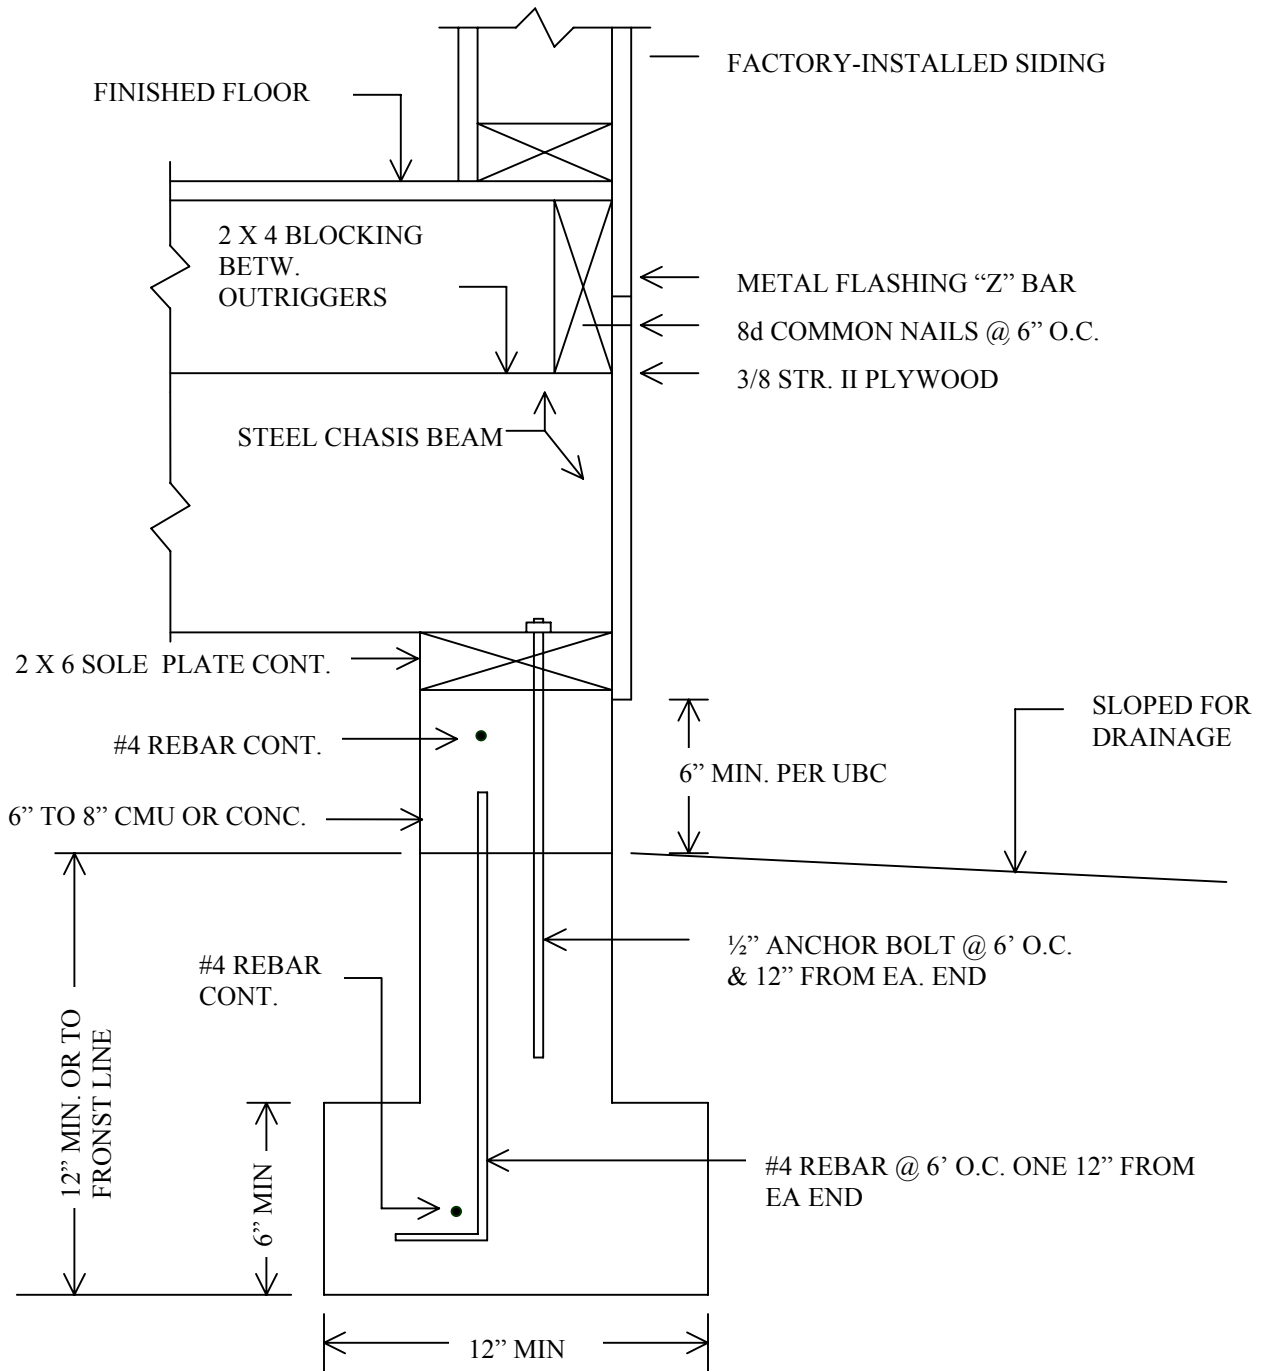 FACTORY-INSTALLED SIDING
FINISHED FLOOR
2 X 4 BLOCKING
BETW.
OUTRIGGERS
METAL FLASHING “Z” BAR
8d COMMON NAILS @ 6” O.C.
3/8 STR. II PLYWOOD
STEEL CHASIS BEAM
2 X 6 SOLE PLATE CONT.
SLOPED FOR
DRAINAGE
#4 REBAR CONT.
6” MIN. PER UBC
6” TO 8” CMU OR CONC.
½” ANCHOR BOLT @ 6’ O.C.
& 12” FROM EA. END
#4 REBAR
CONT.
12” MIN. OR TO
FRONST LINE
6” MIN
#4 REBAR @ 6’ O.C. ONE 12” FROM
EA END
12” MIN